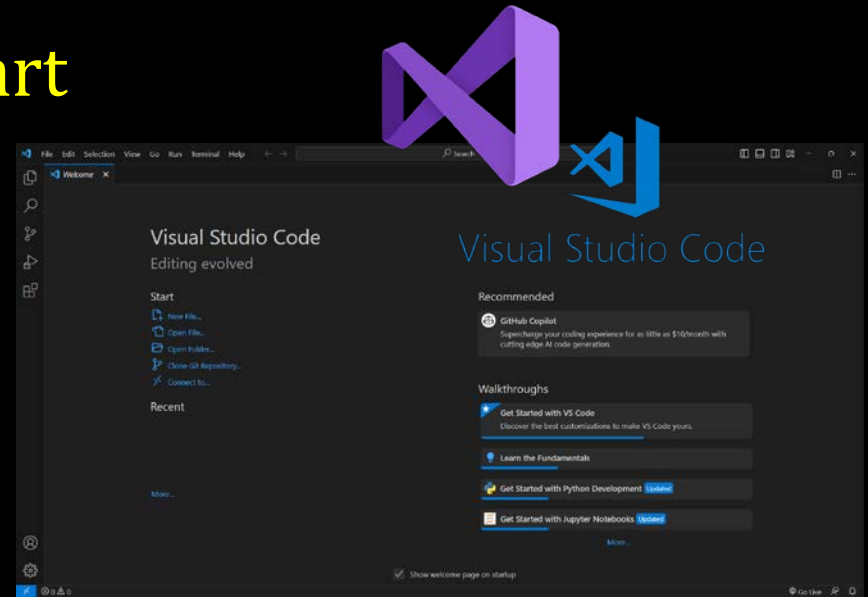 art
File Edit Selection View Go Run Terminal Help
Search
Welcome
Visual Studio Code
Editing evolved
Visual Studio Code
Start
New File...
Open File...
Open Folder...
Clone Git Repository...
Connect to...
Recent
More...
Recommended
GitHub Copilot
Supercharge your coding experience for as little as $10/month with
cutting edge AI code generation.
Walkthroughs
Get Started with VS Code
Discover the best customizations to make VS Code yours.
Learn the Fundamentals
Get Started with Python Development Updated
Get Started with Jupyter Notebooks Updated
More...
Show welcome page on startup
0 0
Go Live